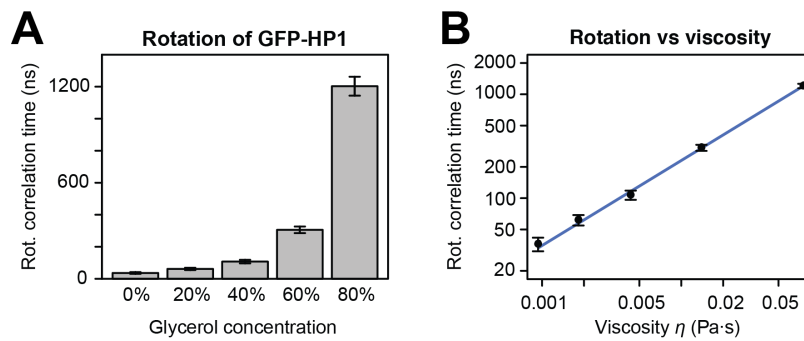 A
Rotation of GFP-HP1
Rot. correlation time (ns)
1200
600
0
0% 20% 40% 60% 80%
Glycerol concentration
B
Rotation vs viscosity
Rot. correlation time (ns)
2000
1000
500
200
100
50
20
0.001 0.005 0.02 0.05
Viscosity η (Pa·s)